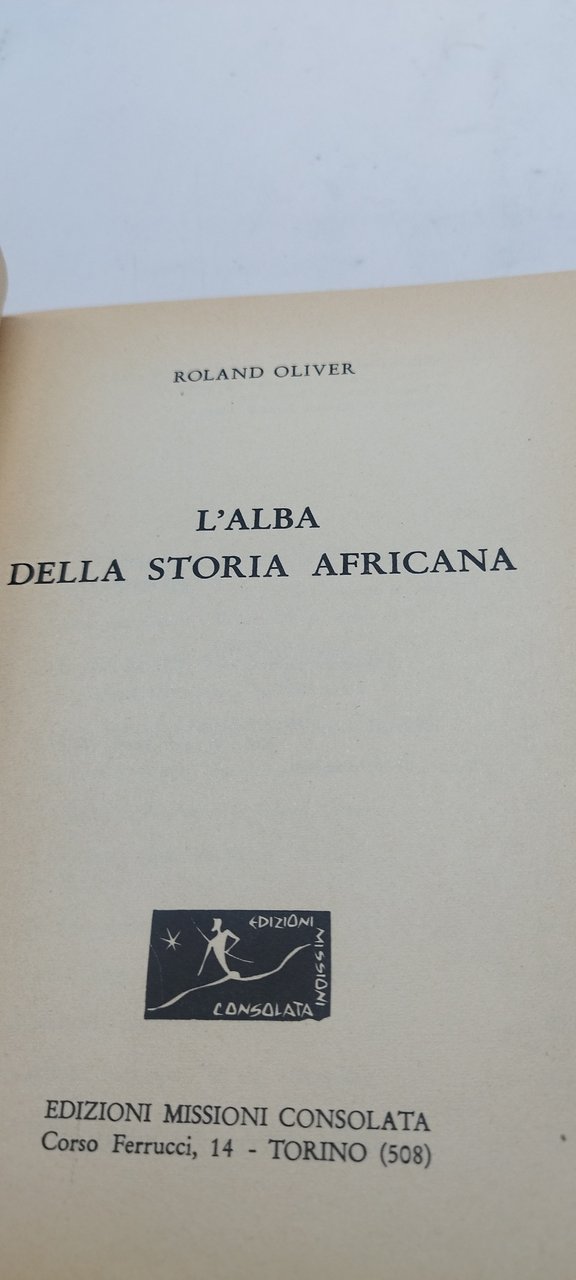 ROLAND OLIVER
L'ALBA
DELLA STORIA AFRICANA
EDIZIONI
MISSIONI
CONSOLATA
EDIZIONI MISSIONI CONSOLATA
Corso Ferrucci, 14 - TORINO (508)